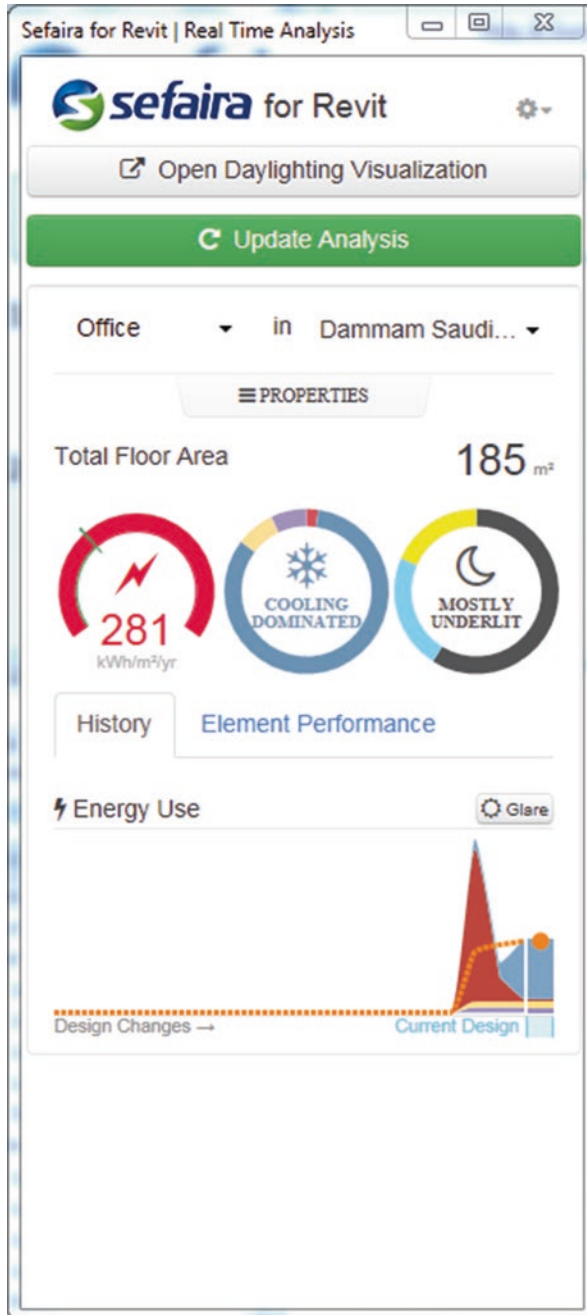 Sefaira for Revit | Real Time Analysis
sefaira for Revit
Open Daylighting Visualization
Update Analysis
Office in Dammam Saudi...
PROPERTIES
Total Floor Area 185 m²
281
kWh/m²/yr
COOLING
DOMINATED
MOSTLY
UNDERLIT
History Element Performance
Energy Use Glare
Design Changes → Current Design